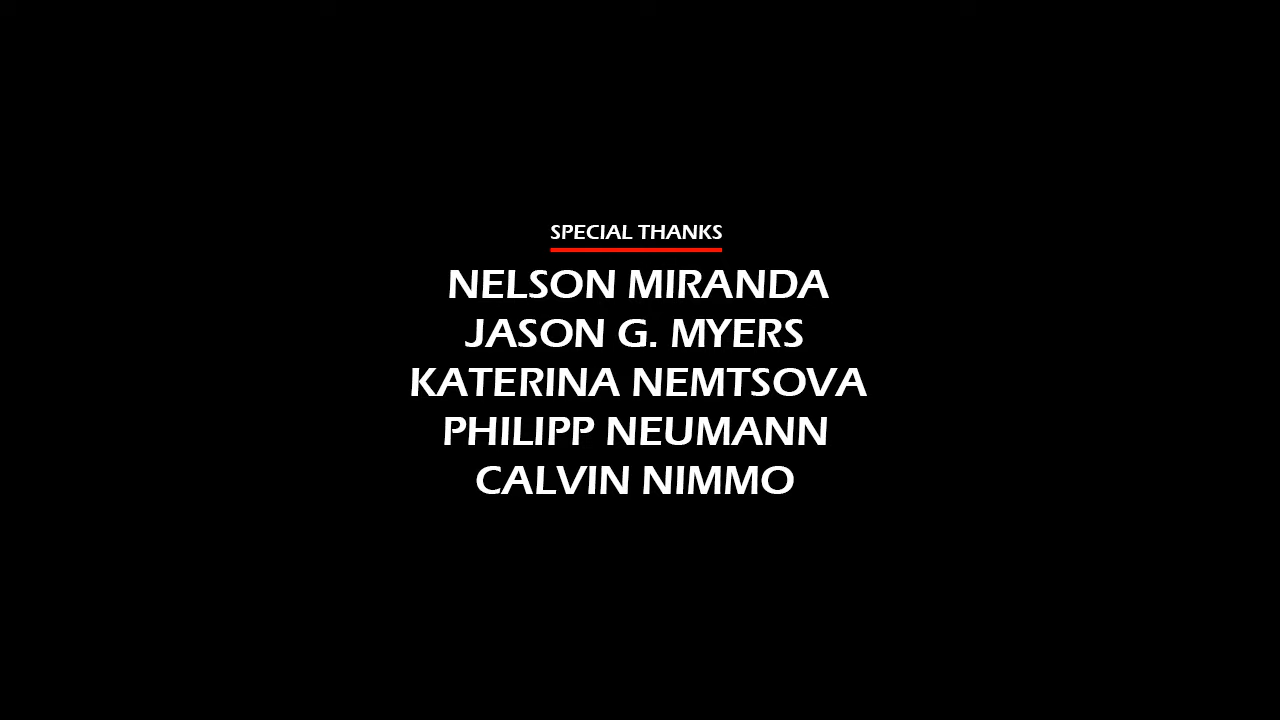 SPECIAL THANKS
NELSON MIRANDA
JASON G. MYERS
KATERINA NEMTSOVA
PHILIPP NEUMANN
CALVIN NIMMO